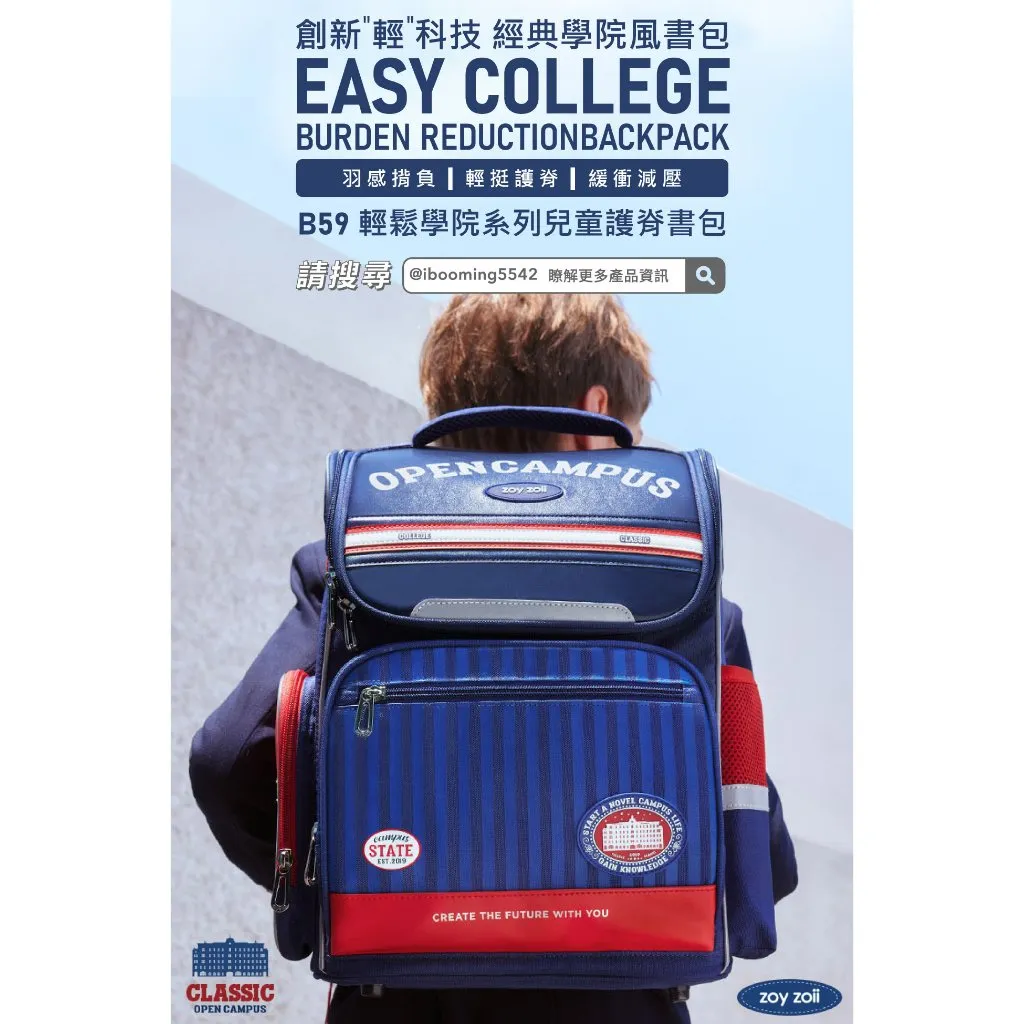 創新"輕"科技 經典學院風書包
EASY COLLEGE
BURDEN REDUCTIONBACKPACK
羽感揹負 | 輕挺護脊 | 緩衝減壓
B59 輕鬆學院系列兒童護脊書包
請搜尋 @ibooming5542 瞭解更多產品資訊
OPEN CAMPUS
zoy zoii
COLLEGE CLASSIC
campus
STATE
EST.2019
START A NOVEL CAMPUS LIFE
GAIN KNOWLEDGE
CREATE THE FUTURE WITH YOU
CLASSIC
OPEN CAMPUS
zoy zoii